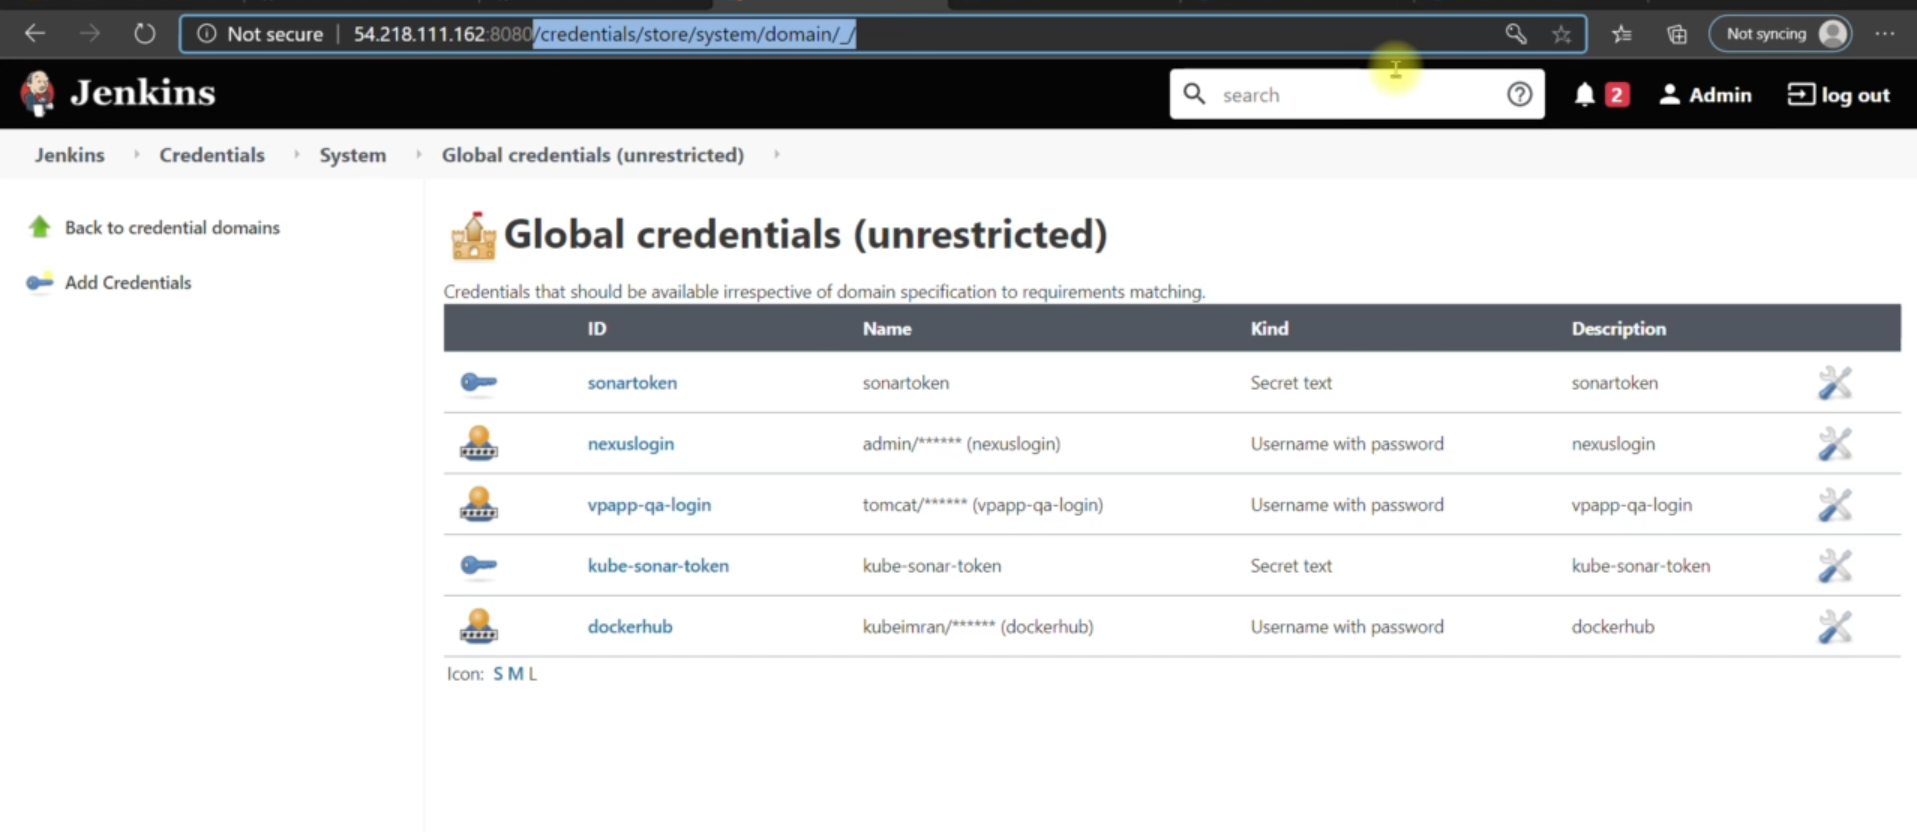 Not secure | 54.218.111.162:8080/credentials/store/system/domain/_/ Not syncing
Jenkins search 2 Admin log out
Jenkins Credentials System Global credentials (unrestricted)
Back to credential domains
Add Credentials
Global credentials (unrestricted)
Credentials that should be available irrespective of domain specification to requirements matching.
ID Name Kind Description
sonartoken sonartoken Secret text sonartoken
nexuslogin admin/****** (nexuslogin) Username with password nexuslogin
vpapp-qa-login tomcat/****** (vpapp-qa-login) Username with password vpapp-qa-login
kube-sonar-token kube-sonar-token Secret text kube-sonar-token
dockerhub kubeimran/****** (dockerhub) Username with password dockerhub
Icon: S M L